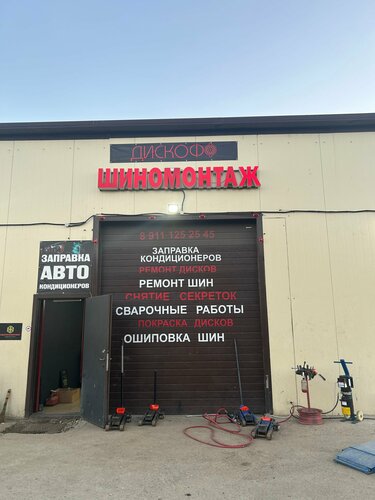 ДИСКОФ
ШИНОМОНТАЖ
8 911 125 25 45
ЗАПРАВКА
КОНДИЦИОНЕРОВ
РЕМОНТ ДИСКОВ
РЕМОНТ ШИН
СНЯТИЕ СЕКРЕТОК
СВАРОЧНЫЕ РАБОТЫ
ПОКРАСКА ДИСКОВ
ОШИПОВКА ШИН
ЗАПРАВКА
АВТО
КОНДИЦИОНЕРОВ